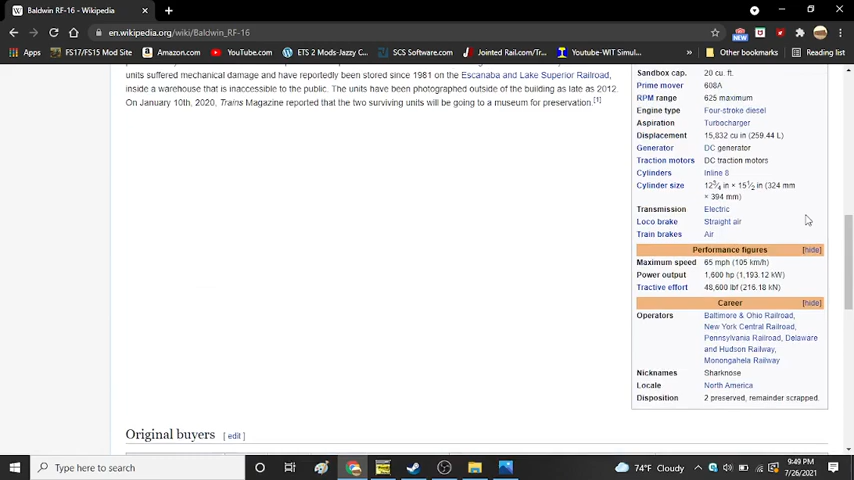 Baldwin RF-16 - Wikipedia
en.wikipedia.org/wiki/Baldwin_RF-16
Apps
FS17/FS15 Mod Site
Amazon.com
YouTube.com
ETS 2 Mods-Jazzy C...
SCS Software.com
Jointed Rail.com/Tr...
Youtube-WIT Simul...
»
Other bookmarks
Reading list
units suffered mechanical damage and have reportedly been stored since 1981 on the Escanaba and Lake Superior Railroad,
inside a warehouse that is inaccessible to the public. The units have been photographed outside of the building as late as 2012.
On January 10th, 2020, Trains Magazine reported that the two surviving units will be going to a museum for preservation.[1]
Sandbox cap. 20 cu. ft.
Prime mover 608A
RPM range 625 maximum
Engine type Four-stroke diesel
Aspiration Turbocharger
Displacement 15,832 cu in (259.44 L)
Generator DC generator
Traction motors DC traction motors
Cylinders Inline 8
Cylinder size 12 3⁄4 in × 15 1⁄2 in (324 mm
× 394 mm)
Transmission Electric
Loco brake Straight air
Train brakes Air
Performance figures [hide]
Maximum speed 65 mph (105 km/h)
Power output 1,600 hp (1,193.12 kW)
Tractive effort 48,600 lbf (216.18 kN)
Career [hide]
Operators Baltimore & Ohio Railroad,
New York Central Railroad,
Pennsylvania Railroad, Delaware
and Hudson Railway,
Monongahela Railway
Nicknames Sharknose
Locale North America
Disposition 2 preserved, remainder scrapped.
Original buyers [ edit ]
Type here to search
74°F Cloudy
9:49 PM
7/26/2021